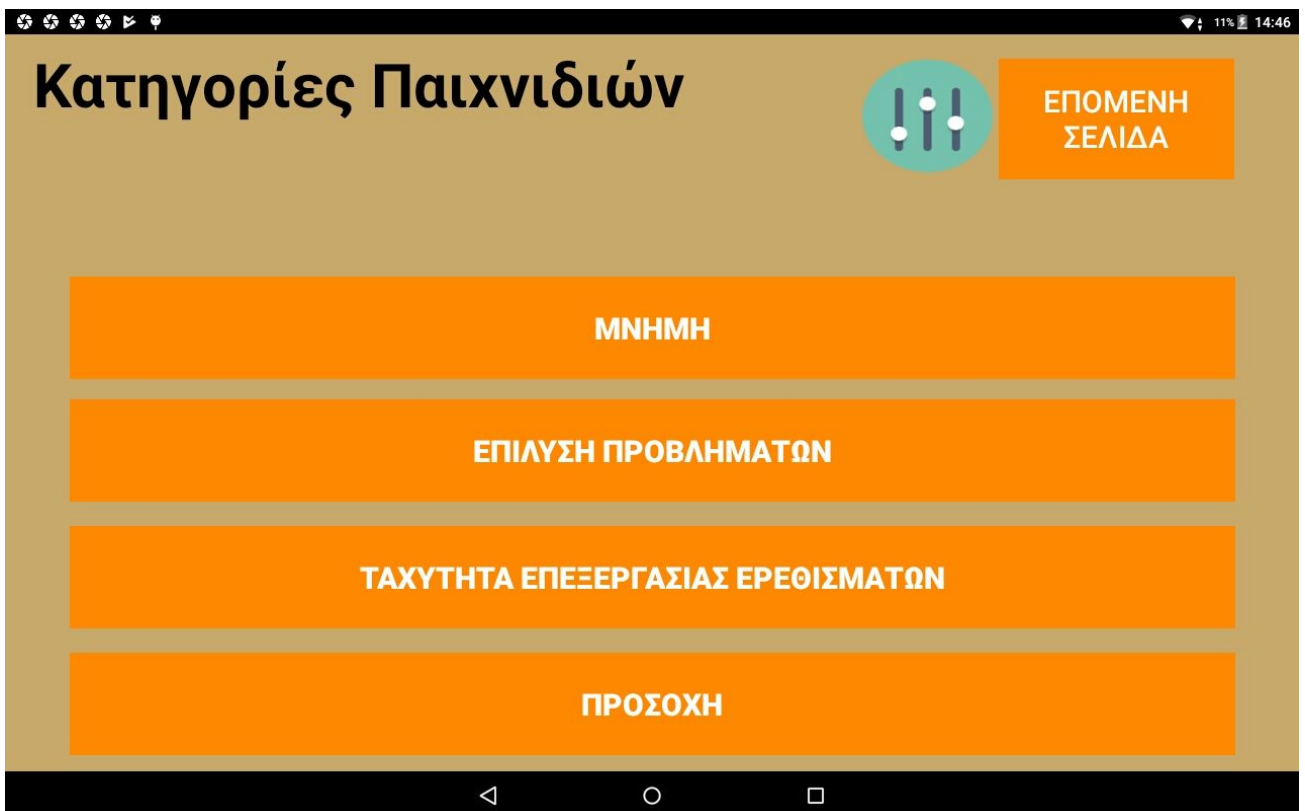 11% 14:46
Κατηγορίες Παιχνιδιών
ΕΠΟΜΕΝΗ
ΣΕΛΙΔΑ
ΜΝΗΜΗ
ΕΠΙΛΥΣΗ ΠΡΟΒΛΗΜΑΤΩΝ
ΤΑΧΥΤΗΤΑ ΕΠΕΞΕΡΓΑΣΙΑΣ ΕΡΕΘΙΣΜΑΤΩΝ
ΠΡΟΣΟΧΗ